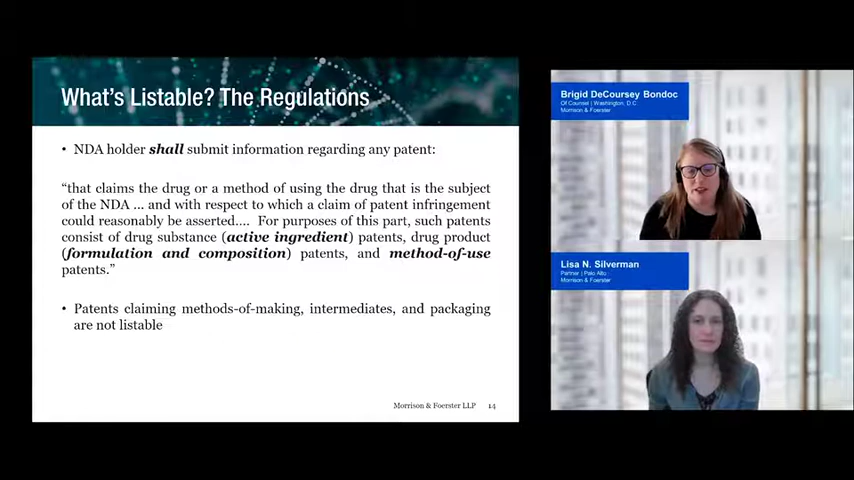 What's Listable? The Regulations
• NDA holder shall submit information regarding any patent:
“that claims the drug or a method of using the drug that is the subject
of the NDA ... and with respect to which a claim of patent infringement
could reasonably be asserted.... For purposes of this part, such patents
consist of drug substance (active ingredient) patents, drug product
(formulation and composition) patents, and method-of-use
patents.”
• Patents claiming methods-of-making, intermediates, and packaging
are not listable
Morrison & Foerster LLP 14
Brigid DeCoursey Bondoc
Of Counsel | Washington, D.C.
Morrison & Foerster
Lisa N. Silverman
Partner | Palo Alto
Morrison & Foerster